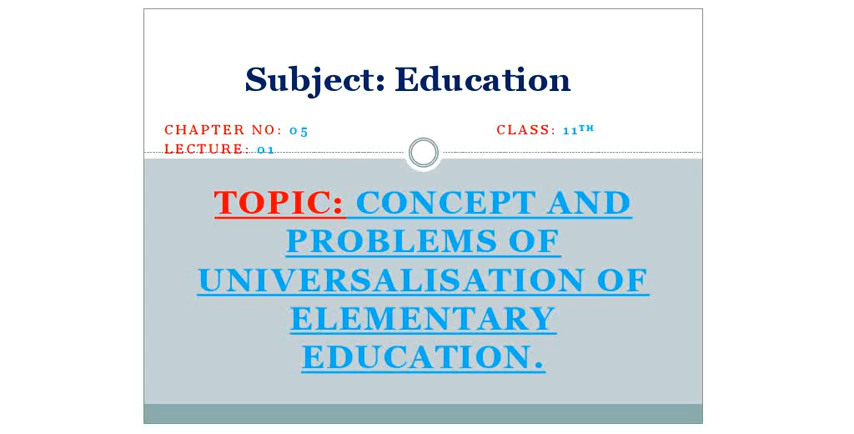 Subject: Education
CHAPTER NO: 05 CLASS: 11TH
LECTURE: 01
TOPIC: CONCEPT AND
PROBLEMS OF
UNIVERSALISATION OF
ELEMENTARY
EDUCATION.